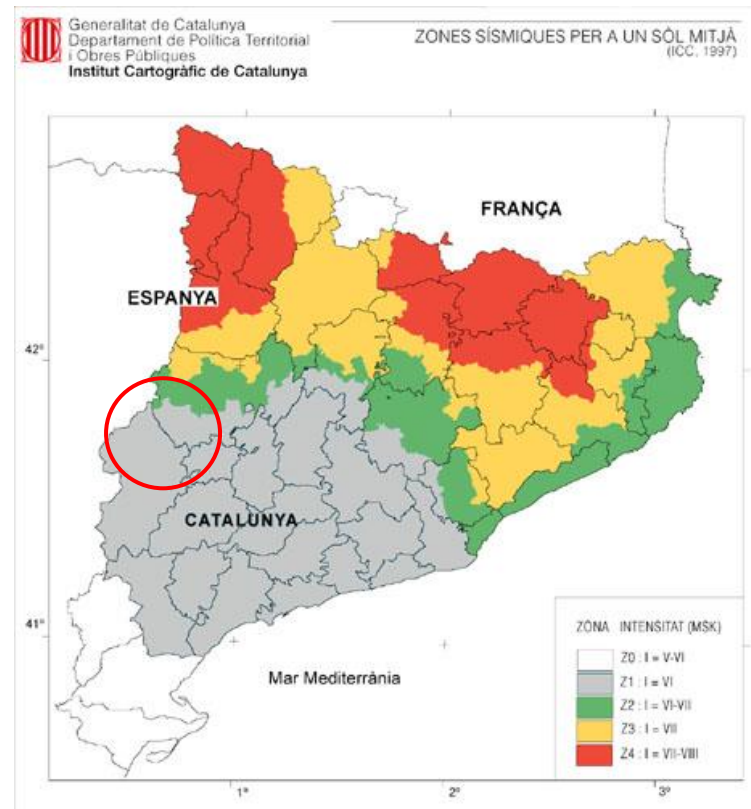 Generalitat de Catalunya
Departament de Política Territorial
i Obres Públiques
Institut Cartogràfic de Catalunya
ZONES SÍSMIQUES PER A UN SÒL MITJÀ
(ICC, 1997)
FRANÇA
ESPANYA
42°
CATALUNYA
41°
Mar Mediterrània
ZONA INTENSITAT (MSK)
Z0 : I = V-VI
Z1 : I = VI
Z2 : I = VI-VII
Z3 : I = VII
Z4 : I = VII-VIII
1° 2° 3°